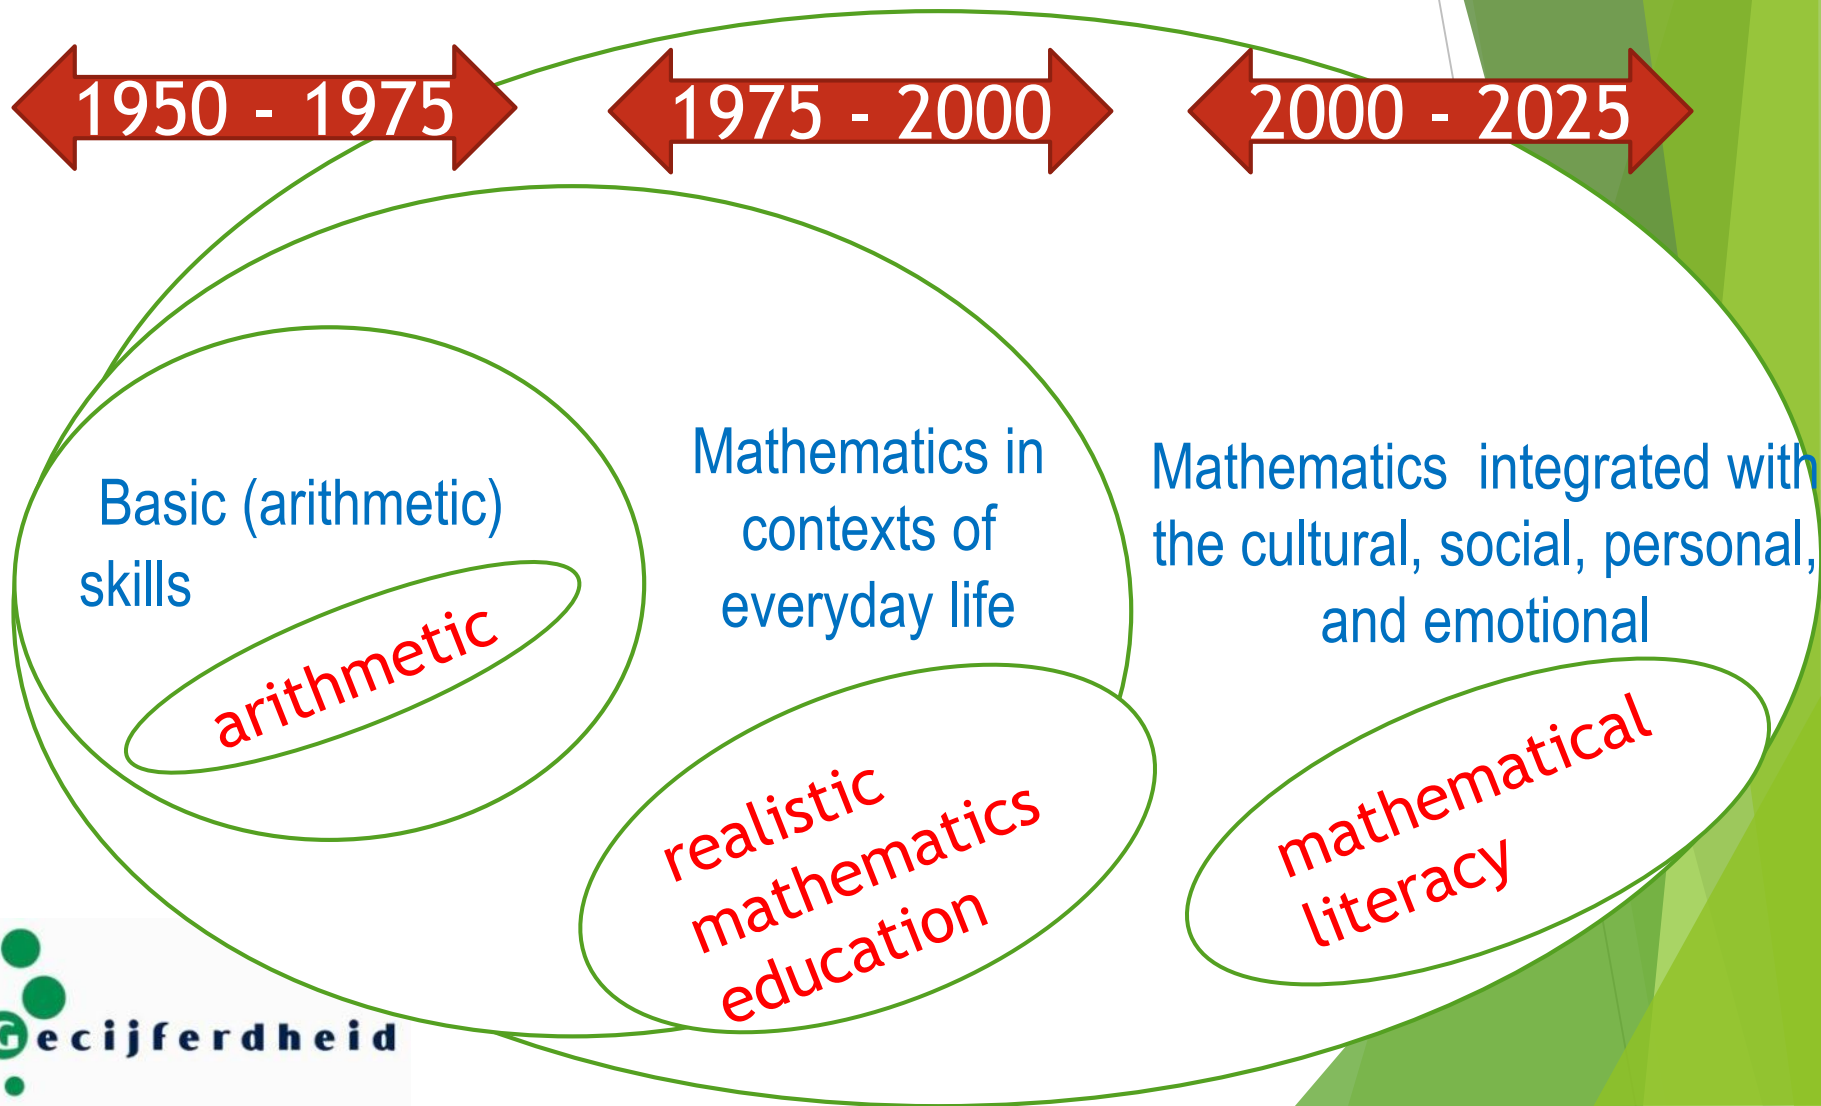 1950 - 1975
1975 - 2000
2000 - 2025
Basic (arithmetic)
skills
arithmetic
Mathematics in
contexts of
everyday life
realistic
mathematics
education
Mathematics integrated with
the cultural, social, personal,
and emotional
mathematical
literacy
Gecijferdheid